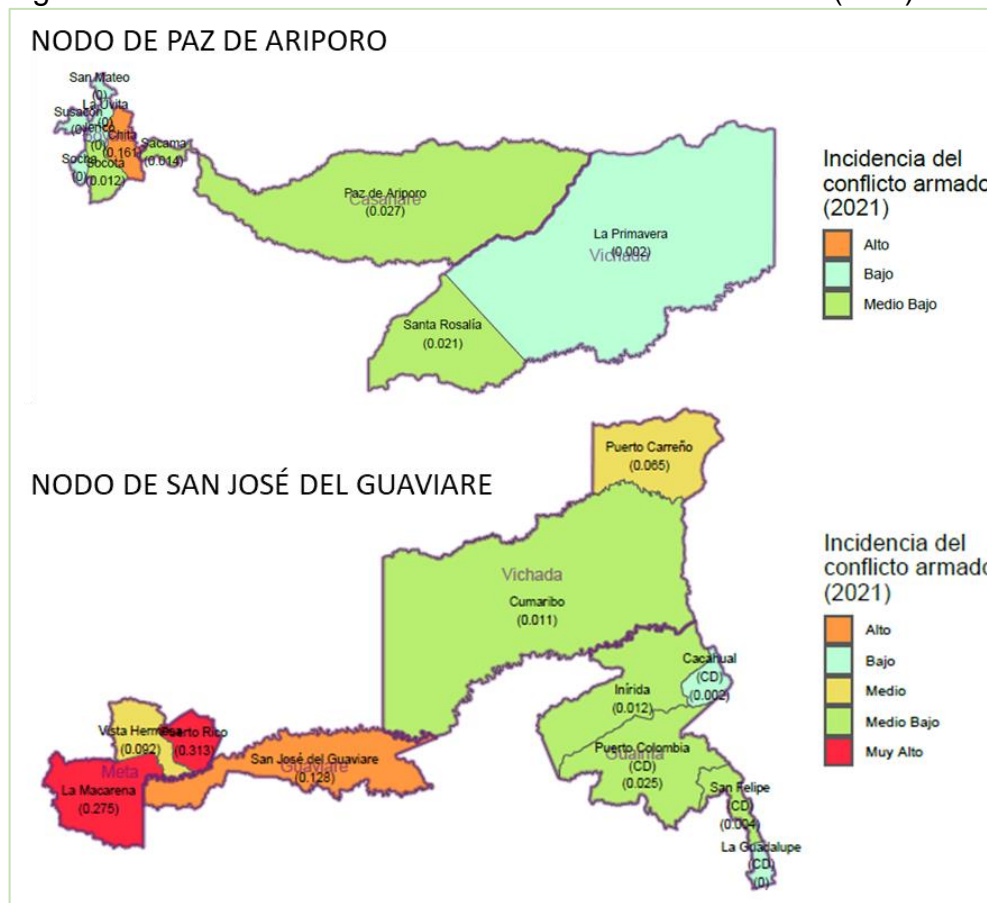 NODO DE PAZ DE ARIPORO
San Mateo
(0)
La Uvita
(0)
Susacón
(0)
(0)
Chita
(0.161)
Sácama
(0.014)
Socha
(0)
Socotá
(0.012)
Paz de Ariporo
Casanare
(0.027)
La Primavera
Vichada
(0.002)
Santa Rosalía
(0.021)
Incidencia del
conflicto armado
(2021)
Alto
Bajo
Medio Bajo
NODO DE SAN JOSÉ DEL GUAVIARE
Puerto Carreño
(0.065)
Vichada
Cumaribo
(0.011)
Cacahual
(CD)
(0.002)
Inírida
(0.012)
Puerto Colombia
(CD)
Guainía
(0.025)
San Felipe
(CD)
(0.004)
La Guadalupe
(CD)
(0)
Vista Hermosa
(0.092)
Puerto Rico
(0.313)
Meta
La Macarena
(0.275)
San José del Guaviare
Guaviare
(0.128)
Incidencia del
conflicto armado
(2021)
Alto
Bajo
Medio
Medio Bajo
Muy Alto